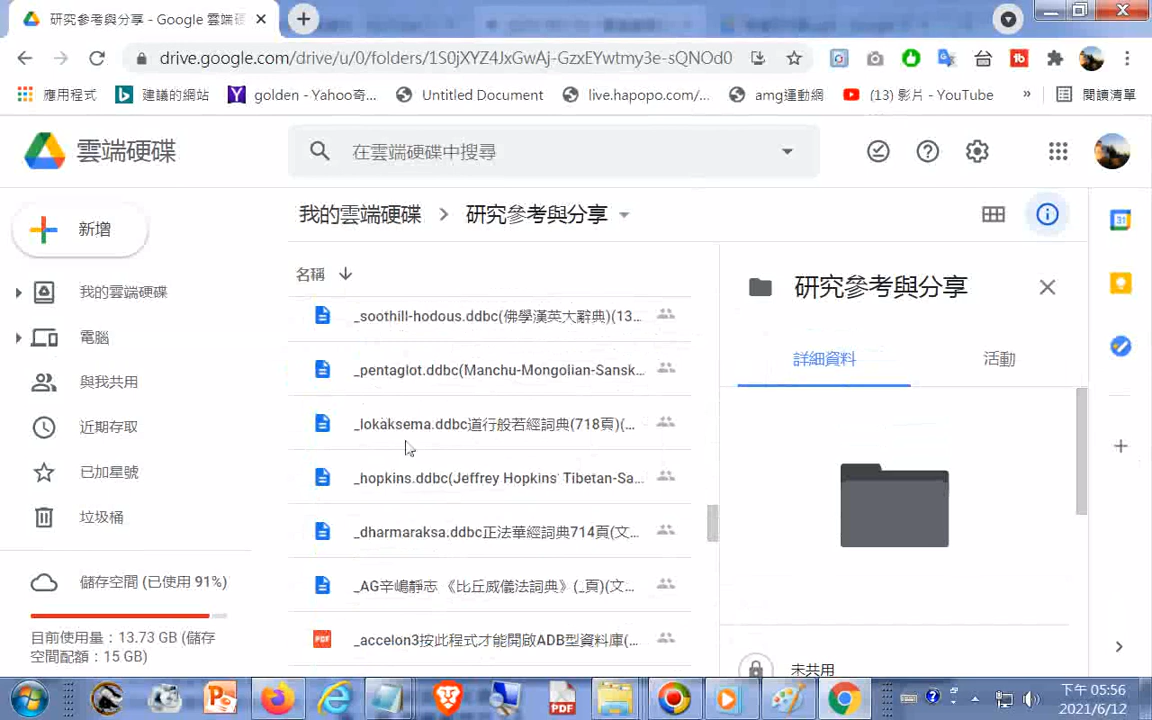 研究參考與分享 - Google 雲端硬
drive.google.com/drive/u/0/folders/1S0jXYZ4JxGwAj-GzxEYwtmy3e-sQNOd0
應用程式
建議的網站
golden - Yahoo奇...
Untitled Document
live.hapopo.com/...
amg運動網
(13) 影片 - YouTube
»
閱讀清單
雲端硬碟
在雲端硬碟中搜尋
新增
我的雲端硬碟 > 研究參考與分享
名稱
我的雲端硬碟
電腦
與我共用
近期存取
已加星號
垃圾桶
儲存空間 (已使用 91%)
目前使用量：13.73 GB (儲存
空間配額：15 GB)
_soothill-hodous.ddbc(佛學漢英大辭典)(13...
_pentaglot.ddbc(Manchu-Mongolian-Sansk...
_lokaksema.ddbc道行般若經詞典(718頁)(...
_hopkins.ddbc(Jeffrey Hopkins' Tibetan-Sa...
_dharmaraksa.ddbc正法華經詞典714頁(文...
_AG辛嶋靜志 《比丘威儀法詞典》(_頁)(文...
PDF
_accelon3按此程式才能開啟ADB型資料庫(...
研究參考與分享
詳細資料
活動
未共用
31
PDF
下午 05:56
2021/6/12